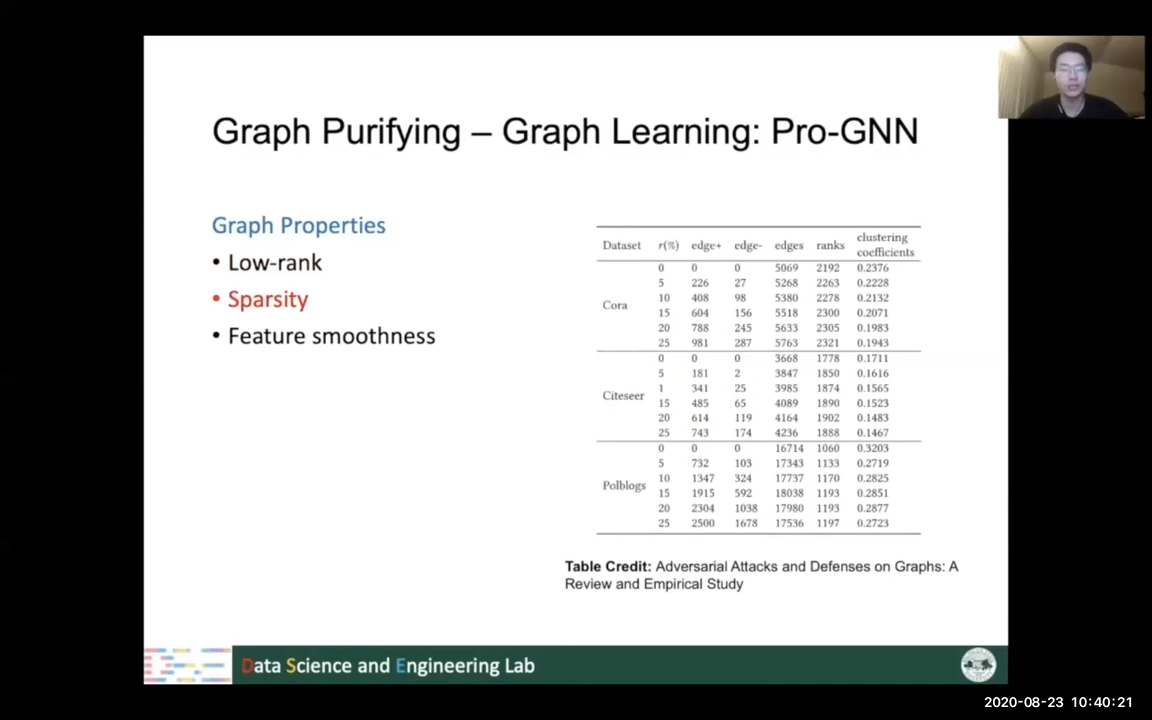 Graph Purifying – Graph Learning: Pro-GNN
Graph Properties
• Low-rank
• Sparsity
• Feature smoothness
Dataset r(%) edge+ edge- edges ranks clustering coefficients
Cora
0 0 0 5069 2192 0.2376
5 226 27 5268 2263 0.2228
10 408 98 5380 2278 0.2132
15 604 156 5518 2300 0.2071
20 788 245 5633 2305 0.1983
25 981 287 5763 2321 0.1943
Citeseer
0 0 0 3668 1778 0.1711
5 181 2 3847 1850 0.1616
1 341 25 3985 1874 0.1565
15 485 65 4089 1890 0.1523
20 614 119 4164 1902 0.1483
25 743 174 4236 1888 0.1467
Polblogs
0 0 0 16714 1060 0.3203
5 732 103 17343 1133 0.2719
10 1347 324 17737 1170 0.2825
15 1915 592 18038 1193 0.2851
20 2304 1038 17980 1193 0.2877
25 2500 1678 17536 1197 0.2723
Table Credit: Adversarial Attacks and Defenses on Graphs: A
Review and Empirical Study
Data Science and Engineering Lab
2020-08-23 10:40:21